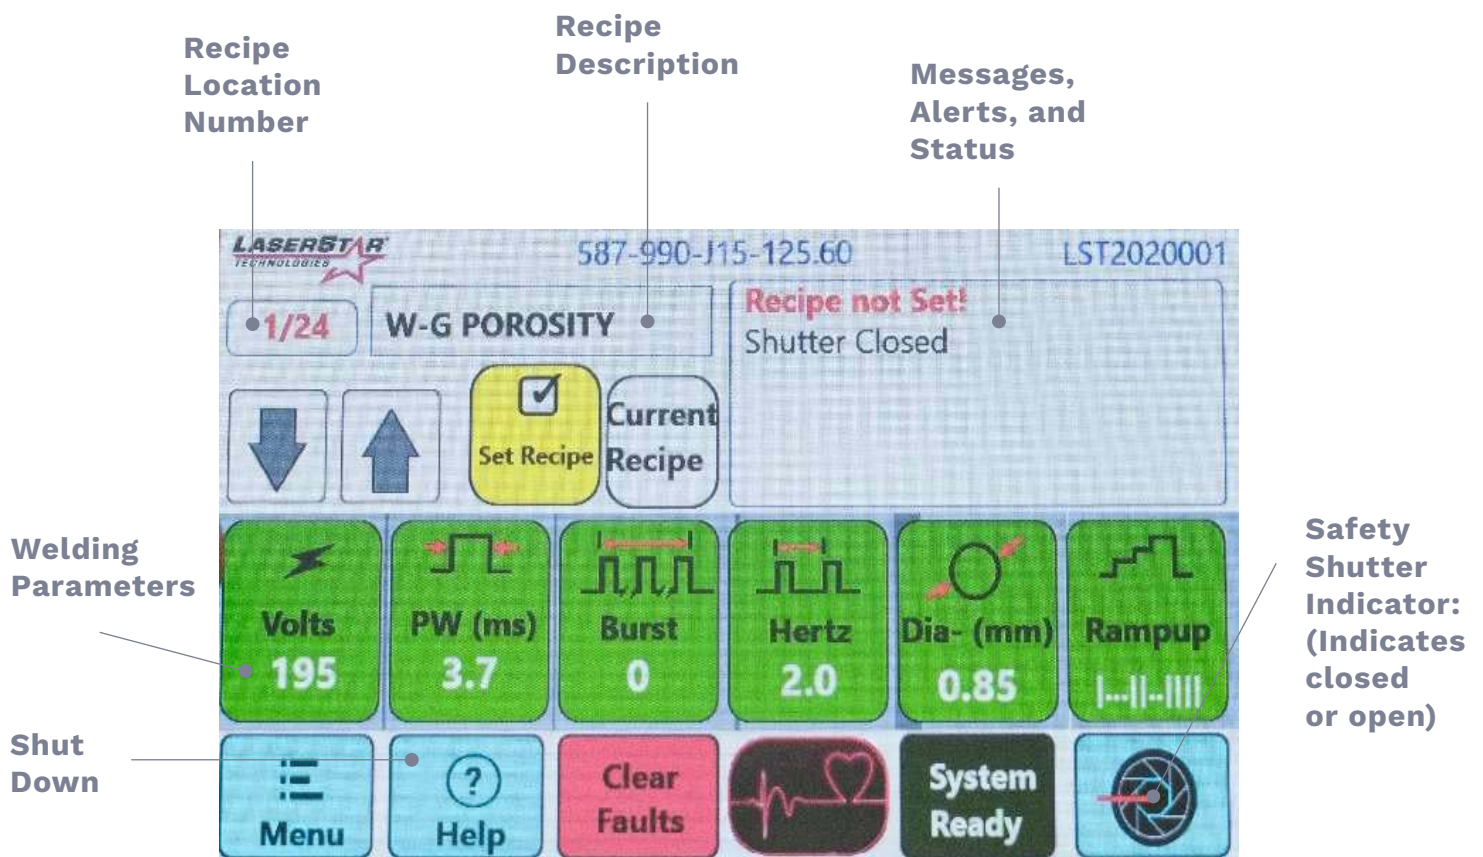 Recipe
Description
Recipe
Location
Number
Messages,
Alerts, and
Status
LASERSTAR
TECHNOLOGIES
587-990-J15-125.60
LST2020001
1/24
W-G POROSITY
Recipe not Set!
Shutter Closed
Set Recipe
Current
Recipe
Welding
Parameters
Volts
195
PW (ms)
3.7
Burst
0
Hertz
2.0
Dia- (mm)
0.85
Rampup
|...||..||||
Safety
Shutter
Indicator:
(Indicates
closed
or open)
Shut
Down
Menu
?
Help
Clear
Faults
System
Ready